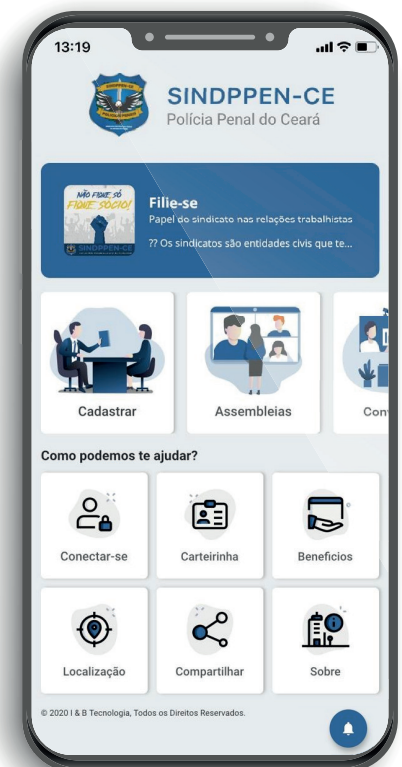 13:19
SINDPPEN-CE
Polícia Penal do Ceará
NÃO FIQUE SÓ
FIQUE SÓCIO!
SINDPPEN-CE
Filie-se
Papel do sindicato nas relações trabalhistas
?? Os sindicatos são entidades civis que te...
Cadastrar
Assembleias
Con
Como podemos te ajudar?
Conectar-se
Carteirinha
Beneficios
Localização
Compartilhar
Sobre
© 2020 I & B Tecnologia, Todos os Direitos Reservados.